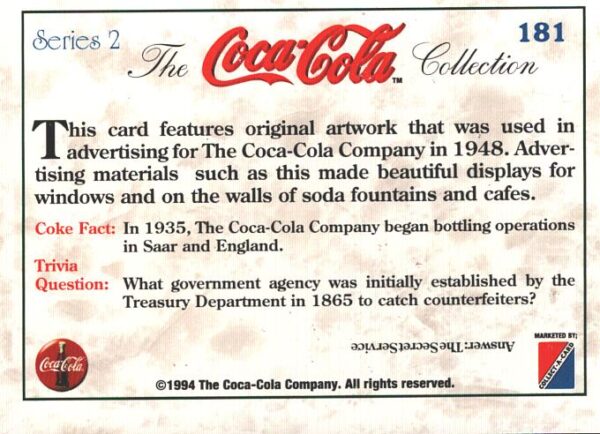 Series 2
181
The Coca-Cola™ Collection
This card features original artwork that was used in
advertising for The Coca-Cola Company in 1948. Adver-
tising materials such as this made beautiful displays for
windows and on the walls of soda fountains and cafes.
Coke Fact: In 1935, The Coca-Cola Company began bottling operations
in Saar and England.
Trivia
Question: What government agency was initially established by the
Treasury Department in 1865 to catch counterfeiters?
Answer:TheSecretService
MARKETED BY;
COLLECT-A-CARD
Coca-Cola
©1994 The Coca-Cola Company. All rights reserved.